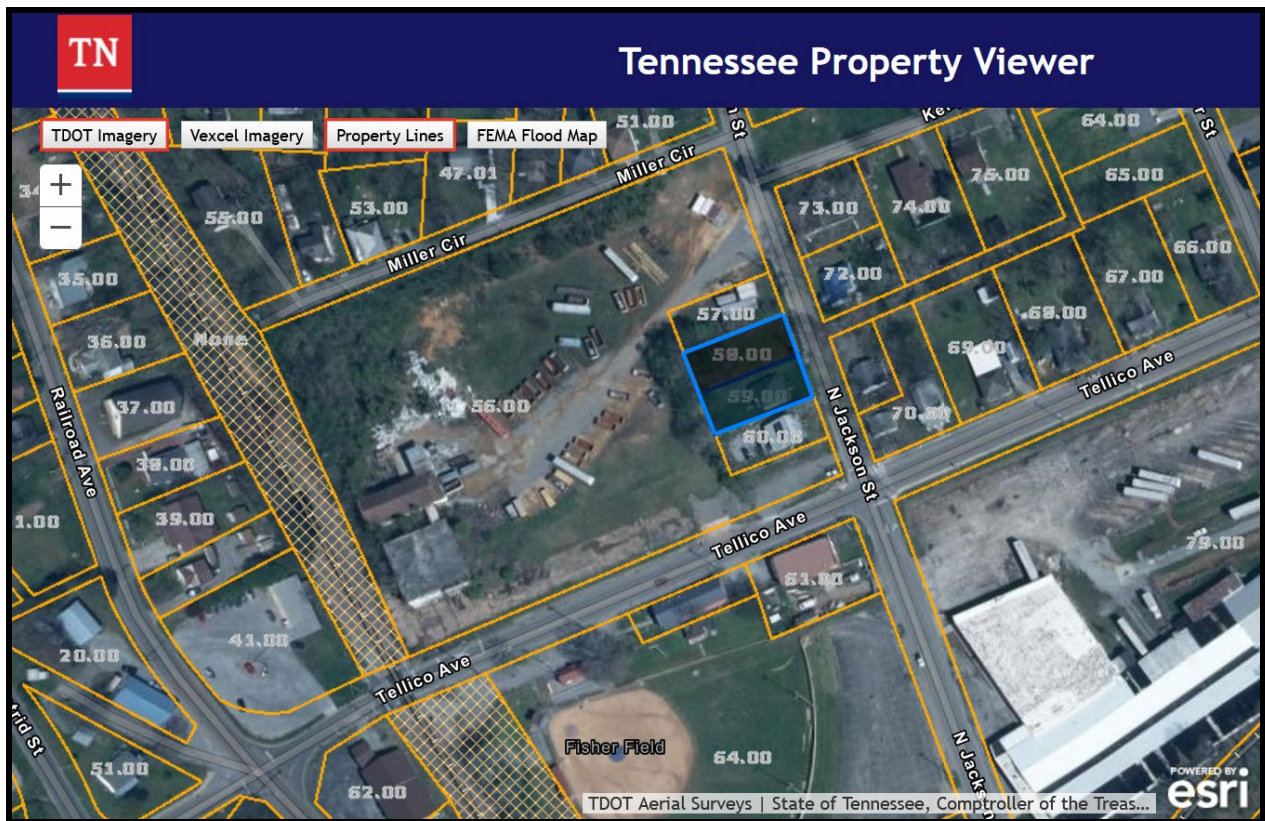 TN
Tennessee Property Viewer
TDOT Imagery
Vexcel Imagery
Property Lines
FEMA Flood Map
51.00
64.00
47.01
Miller Cir
75.00
65.00
55.00
53.00
73.00
74.00
Miller Cir
66.00
35.00
72.00
67.00
57.00
68.00
36.00
None
58.00
69.00
Tellico Ave
37.00
56.00
59.00
N Jackson St
70.00
60.00
Railroad Ave
38.00
1.00
39.00
Tellico Ave
79.00
61.00
41.00
20.00
Tellico Ave
Fisher Field
64.00
N Jackson
51.00
62.00
TDOT Aerial Surveys | State of Tennessee, Comptroller of the Treas...
POWERED BY
esri